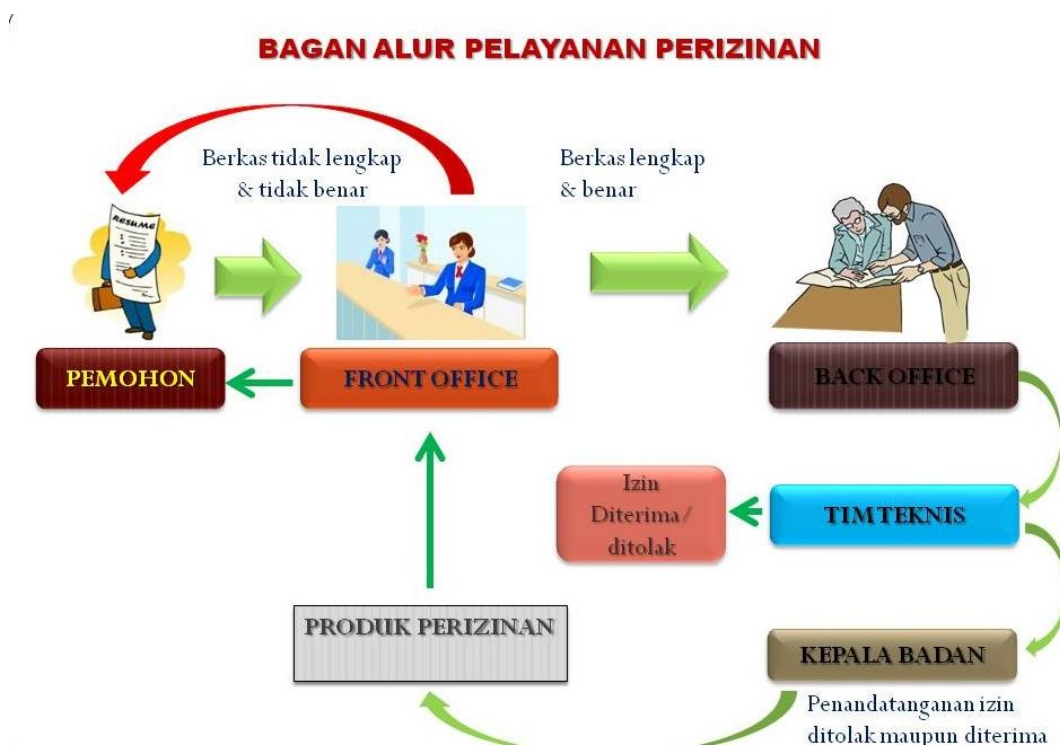 BAGAN ALUR PELAYANAN PERIZINAN
Berkas tidak lengkap
& tidak benar
Berkas lengkap
& benar
RESUME
PEMOHON
FRONT OFFICE
BACK OFFICE
Izin
Diterima/
ditolak
TIM TEKNIS
PRODUK PERIZINAN
KEPALA BADAN
Penandatanganan izin
ditolak maupun diterima